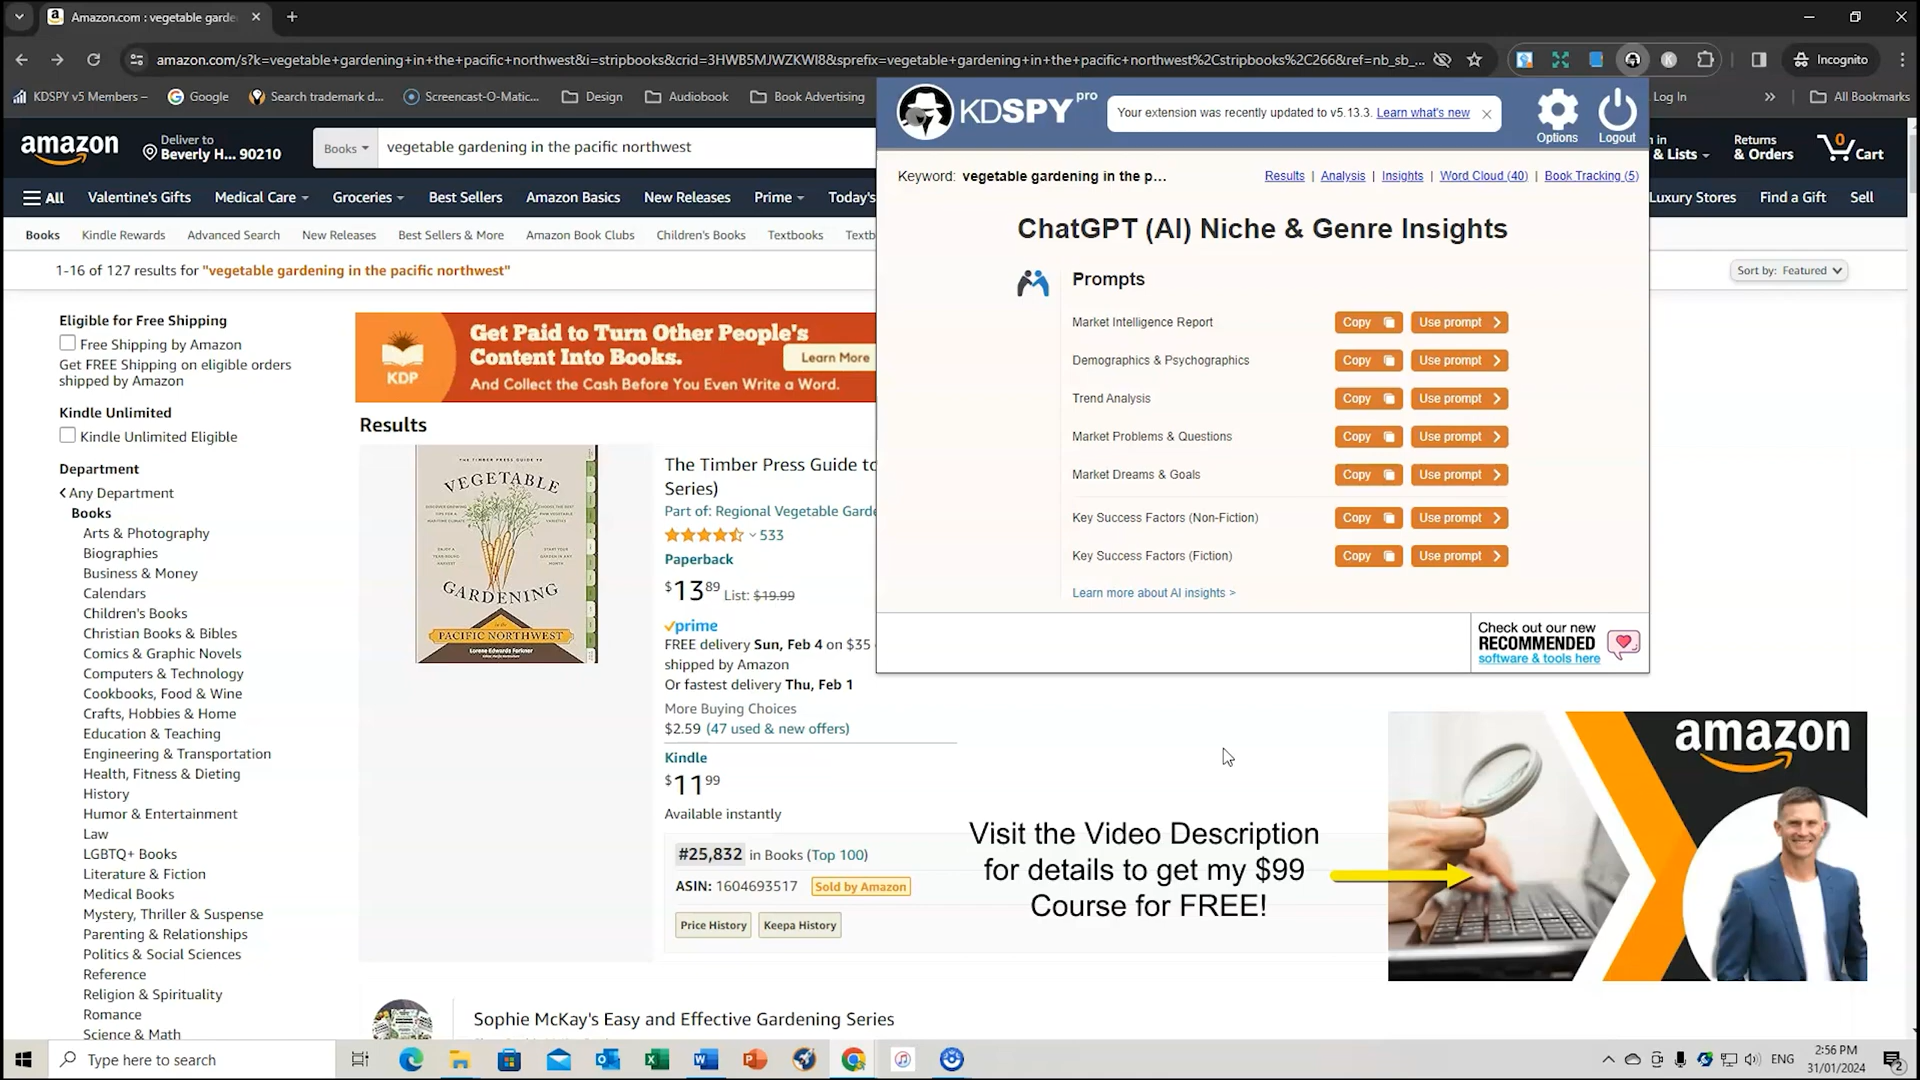 Amazon.com : vegetable garde
amazon.com/s?k=vegetable+gardening+in+the+pacific+northwest&i=stripbooks&crid=3HWB5MJWZKWI8&sprefix=vegetable+gardening+in+the+pacific+northwest%2Cstripbooks%2C266&ref=nb_sb_...
Incognito
KDSPY v5 Members –
Google
Search trademark d...
Screencast-O-Matic...
Design
Audiobook
Book Advertising
Log In
»
All Bookmarks
amazon
Deliver to
Beverly H... 90210
Books
vegetable gardening in the pacific northwest
& Lists
Returns
& Orders
0
Cart
All
Valentine's Gifts
Medical Care
Groceries
Best Sellers
Amazon Basics
New Releases
Prime
Today's
Luxury Stores
Find a Gift
Sell
Books
Kindle Rewards
Advanced Search
New Releases
Best Sellers & More
Amazon Book Clubs
Children's Books
Textbooks
Textb
1-16 of 127 results for "vegetable gardening in the pacific northwest"
Sort by: Featured
KDSPY pro
Your extension was recently updated to v5.13.3. Learn what's new
Options
Logout
Keyword: vegetable gardening in the p...
Results | Analysis | Insights | Word Cloud (40) | Book Tracking (5)
ChatGPT (AI) Niche & Genre Insights
Prompts
Market Intelligence Report Copy Use prompt
Demographics & Psychographics Copy Use prompt
Trend Analysis Copy Use prompt
Market Problems & Questions Copy Use prompt
Market Dreams & Goals Copy Use prompt
Key Success Factors (Non-Fiction) Copy Use prompt
Key Success Factors (Fiction) Copy Use prompt
Learn more about AI insights >
Check out our new
RECOMMENDED
software & tools here
Eligible for Free Shipping
Free Shipping by Amazon
Get FREE Shipping on eligible orders
shipped by Amazon
Kindle Unlimited
Kindle Unlimited Eligible
Department
Any Department
Books
Arts & Photography
Biographies
Business & Money
Calendars
Children's Books
Christian Books & Bibles
Comics & Graphic Novels
Computers & Technology
Cookbooks, Food & Wine
Crafts, Hobbies & Home
Education & Teaching
Engineering & Transportation
Health, Fitness & Dieting
History
Humor & Entertainment
Law
LGBTQ+ Books
Literature & Fiction
Medical Books
Mystery, Thriller & Suspense
Parenting & Relationships
Politics & Social Sciences
Reference
Religion & Spirituality
Romance
Science & Math
KDP
Get Paid to Turn Other People's
Content Into Books.
And Collect the Cash Before You Even Write a Word.
Learn More
Results
THE TIMBER PRESS GUIDE TO
VEGETABLE
GARDENING
in the
PACIFIC NORTHWEST
Lorene Edwards Forkner
The Timber Press Guide to
Series)
Part of: Regional Vegetable Garde
533
Paperback
$13 89 List: $19.99
prime
FREE delivery Sun, Feb 4 on $35
shipped by Amazon
Or fastest delivery Thu, Feb 1
More Buying Choices
$2.59 (47 used & new offers)
Kindle
$11 99
Available instantly
#25,832 in Books (Top 100)
ASIN: 1604693517 Sold by Amazon
Price History
Keepa History
Sophie McKay's Easy and Effective Gardening Series
Visit the Video Description
for details to get my $99
Course for FREE!
amazon
Type here to search
ENG
2:56 PM
31/01/2024
2